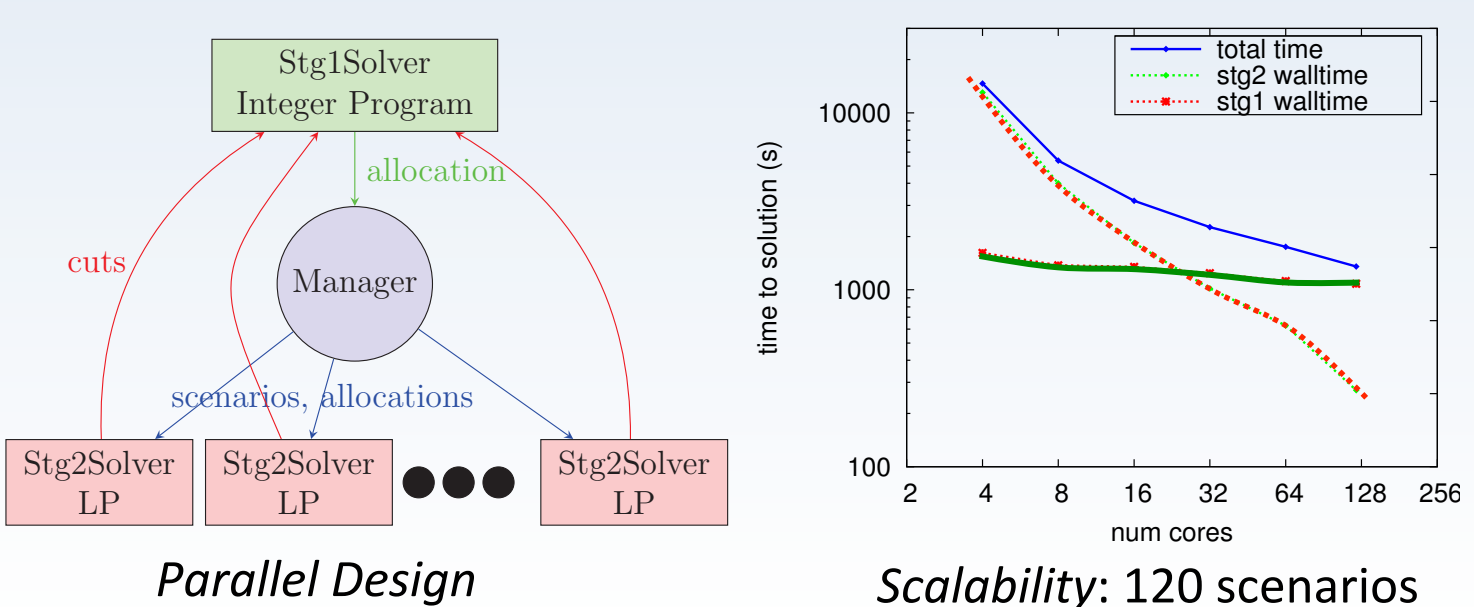 Stg1Solver
Integer Program
allocation
cuts
Manager
scenarios, allocations
Stg2Solver
LP
Stg2Solver
LP
Stg2Solver
LP
Parallel Design
total time
stg2 walltime
stg1 walltime
time to solution (s)
10000
1000
100
2 4 8 16 32 64 128 256
num cores
Scalability: 120 scenarios